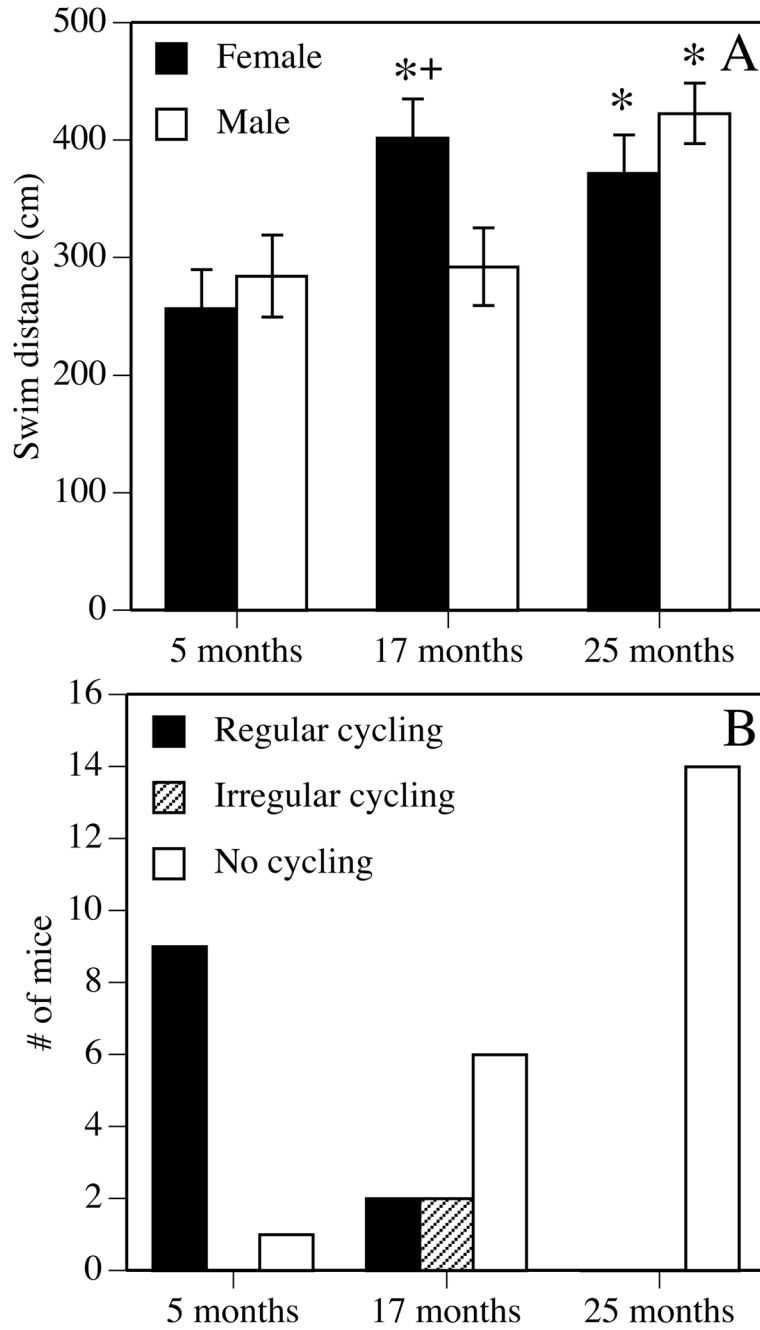 500
400
300
200
100
0
Swim distance (cm)
Female
Male
*+
*
*
A
5 months 17 months 25 months
16
14
12
10
8
6
4
2
0
# of mice
Regular cycling
Irregular cycling
No cycling
B
5 months 17 months 25 months